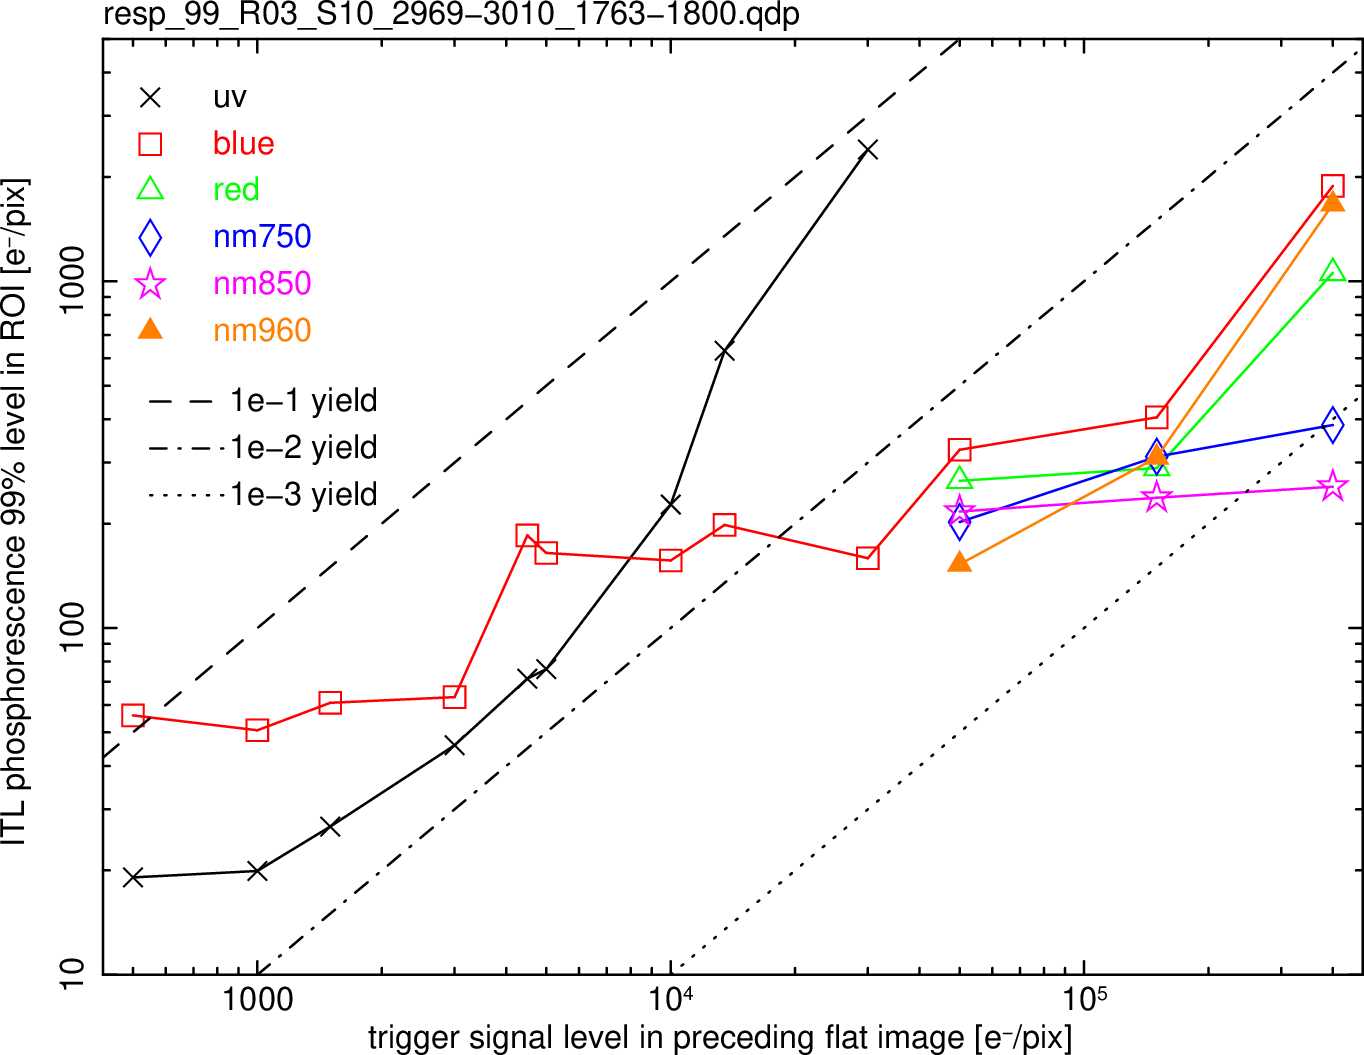 resp_99_R03_S10_2969−3010_1763−1800.qdp
uv
blue
red
nm750
nm850
nm960
1e−1 yield
1e−2 yield
1e−3 yield
ITL phosphorescence 99% level in ROI [e⁻/pix]
1000
100
10
1000
10⁴
10⁵
trigger signal level in preceding flat image [e⁻/pix]